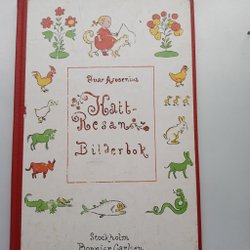 Ivar Arosenius
Katt-
Resan
Bilderbok
Stockholm
Bonnier Carlsen